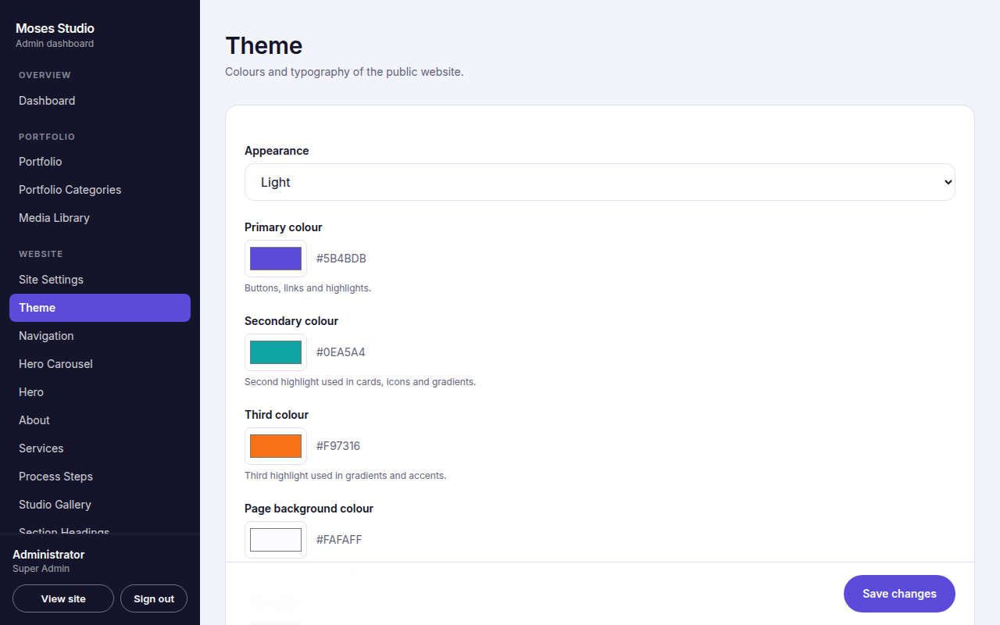 Moses Studio
Admin dashboard
OVERVIEW
Dashboard
PORTFOLIO
Portfolio
Portfolio Categories
Media Library
WEBSITE
Site Settings
Theme
Navigation
Hero Carousel
Hero
About
Services
Process Steps
Studio Gallery
Section Headings
Administrator
Super Admin
View site
Sign out
Theme
Colours and typography of the public website.
Appearance
Light
Primary colour
#5B4BDB
Buttons, links and highlights.
Secondary colour
#0EA5A4
Second highlight used in cards, icons and gradients.
Third colour
#F97316
Third highlight used in gradients and accents.
Page background colour
#FAFAFF
Save changes